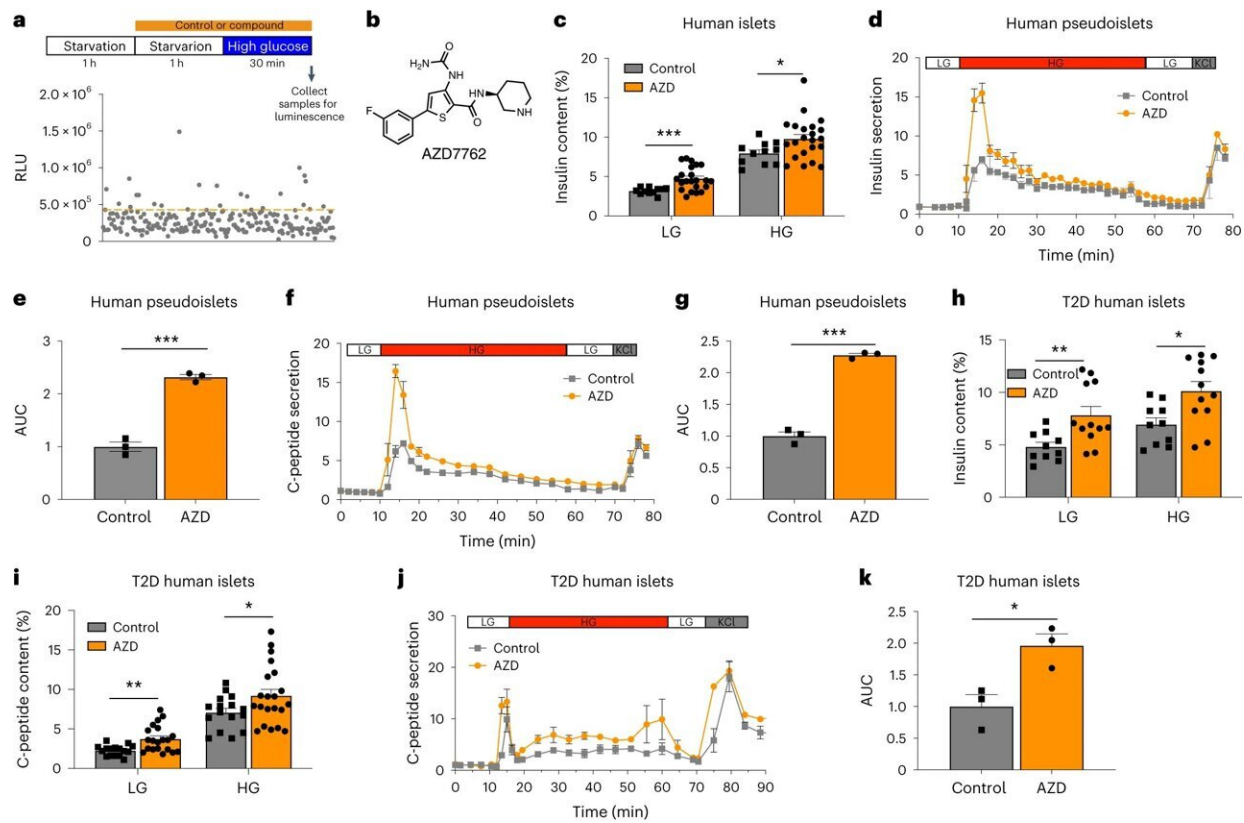 a
Control or compound
Starvation Starvarion High glucose
1 h 1 h 30 min
Collect
samples for
luminescence
2.0 × 10⁶
1.5 × 10⁶
1.0 × 10⁶
5.0 × 10⁵
0
RLU
b
O
H₂N
NH
H
N
O
S
NH
F
AZD7762
c
Human islets
Control
AZD
***
*
Insulin content (%)
20
15
10
5
0
LG HG
d
Human pseudoislets
LG HG LG KCl
Control
AZD
Insulin secretion
20
15
10
5
0
0 10 20 30 40 50 60 70 80
Time (min)
e
Human pseudoislets
***
AUC
3
2
1
0
Control AZD
f
Human pseudoislets
LG HG LG KCl
Control
AZD
C-peptide secretion
20
15
10
5
0
0 10 20 30 40 50 60 70 80
Time (min)
g
Human pseudoislets
***
AUC
2.5
2.0
1.5
1.0
0.5
0
Control AZD
h
T2D human islets
Control
AZD
**
*
Insulin content (%)
15
10
5
0
LG HG
i
T2D human islets
Control
AZD
**
*
C-peptide content (%)
20
15
10
5
0
LG HG
j
T2D human islets
LG HG LG KCl
Control
AZD
C-peptide secretion
30
20
10
0
0 10 20 30 40 50 60 70 80 90
Time (min)
k
T2D human islets
*
AUC
2.5
2.0
1.5
1.0
0.5
0
Control AZD